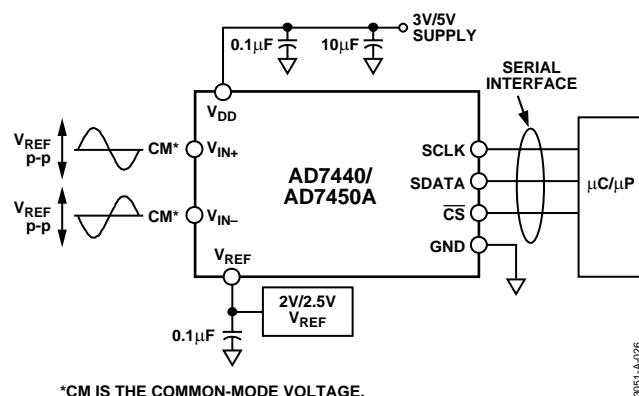 3V/5V
SUPPLY
0.1µF
10µF
SERIAL
INTERFACE
VDD
VREF
p-p
CM*
VIN+
VREF
p-p
CM*
VIN–
AD7440/
AD7450A
SCLK
SDATA
CS
GND
µC/µP
VREF
2V/2.5V
VREF
0.1µF
*CM IS THE COMMON-MODE VOLTAGE.